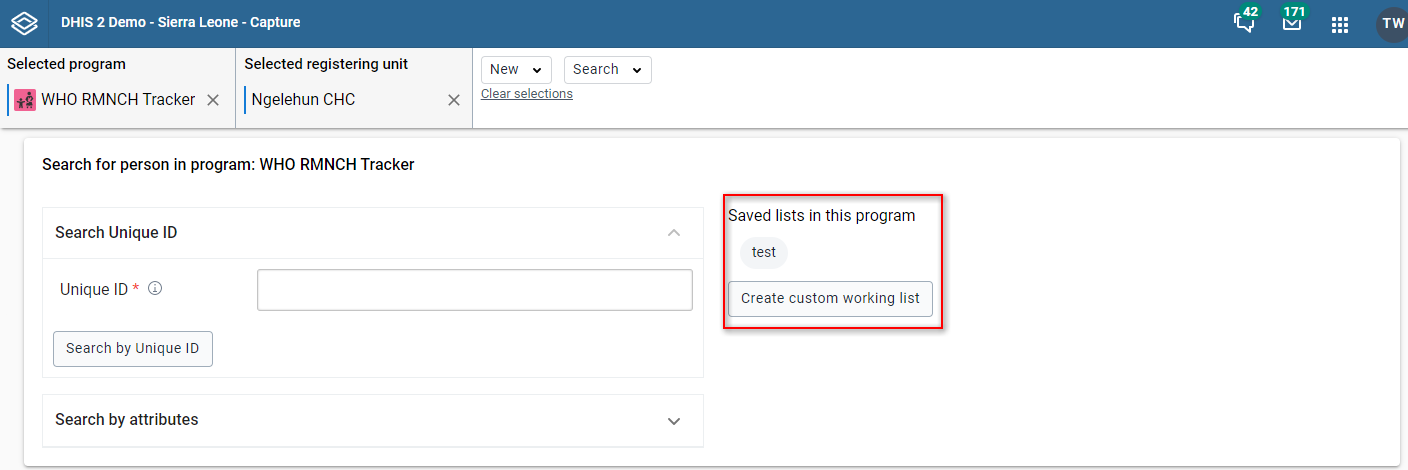 DHIS 2 Demo - Sierra Leone - Capture
42
171
TW
Selected program
WHO RMNCH Tracker
Selected registering unit
Ngelehun CHC
New
Search
Clear selections
Search for person in program: WHO RMNCH Tracker
Search Unique ID
Unique ID *
Search by Unique ID
Search by attributes
Saved lists in this program
test
Create custom working list